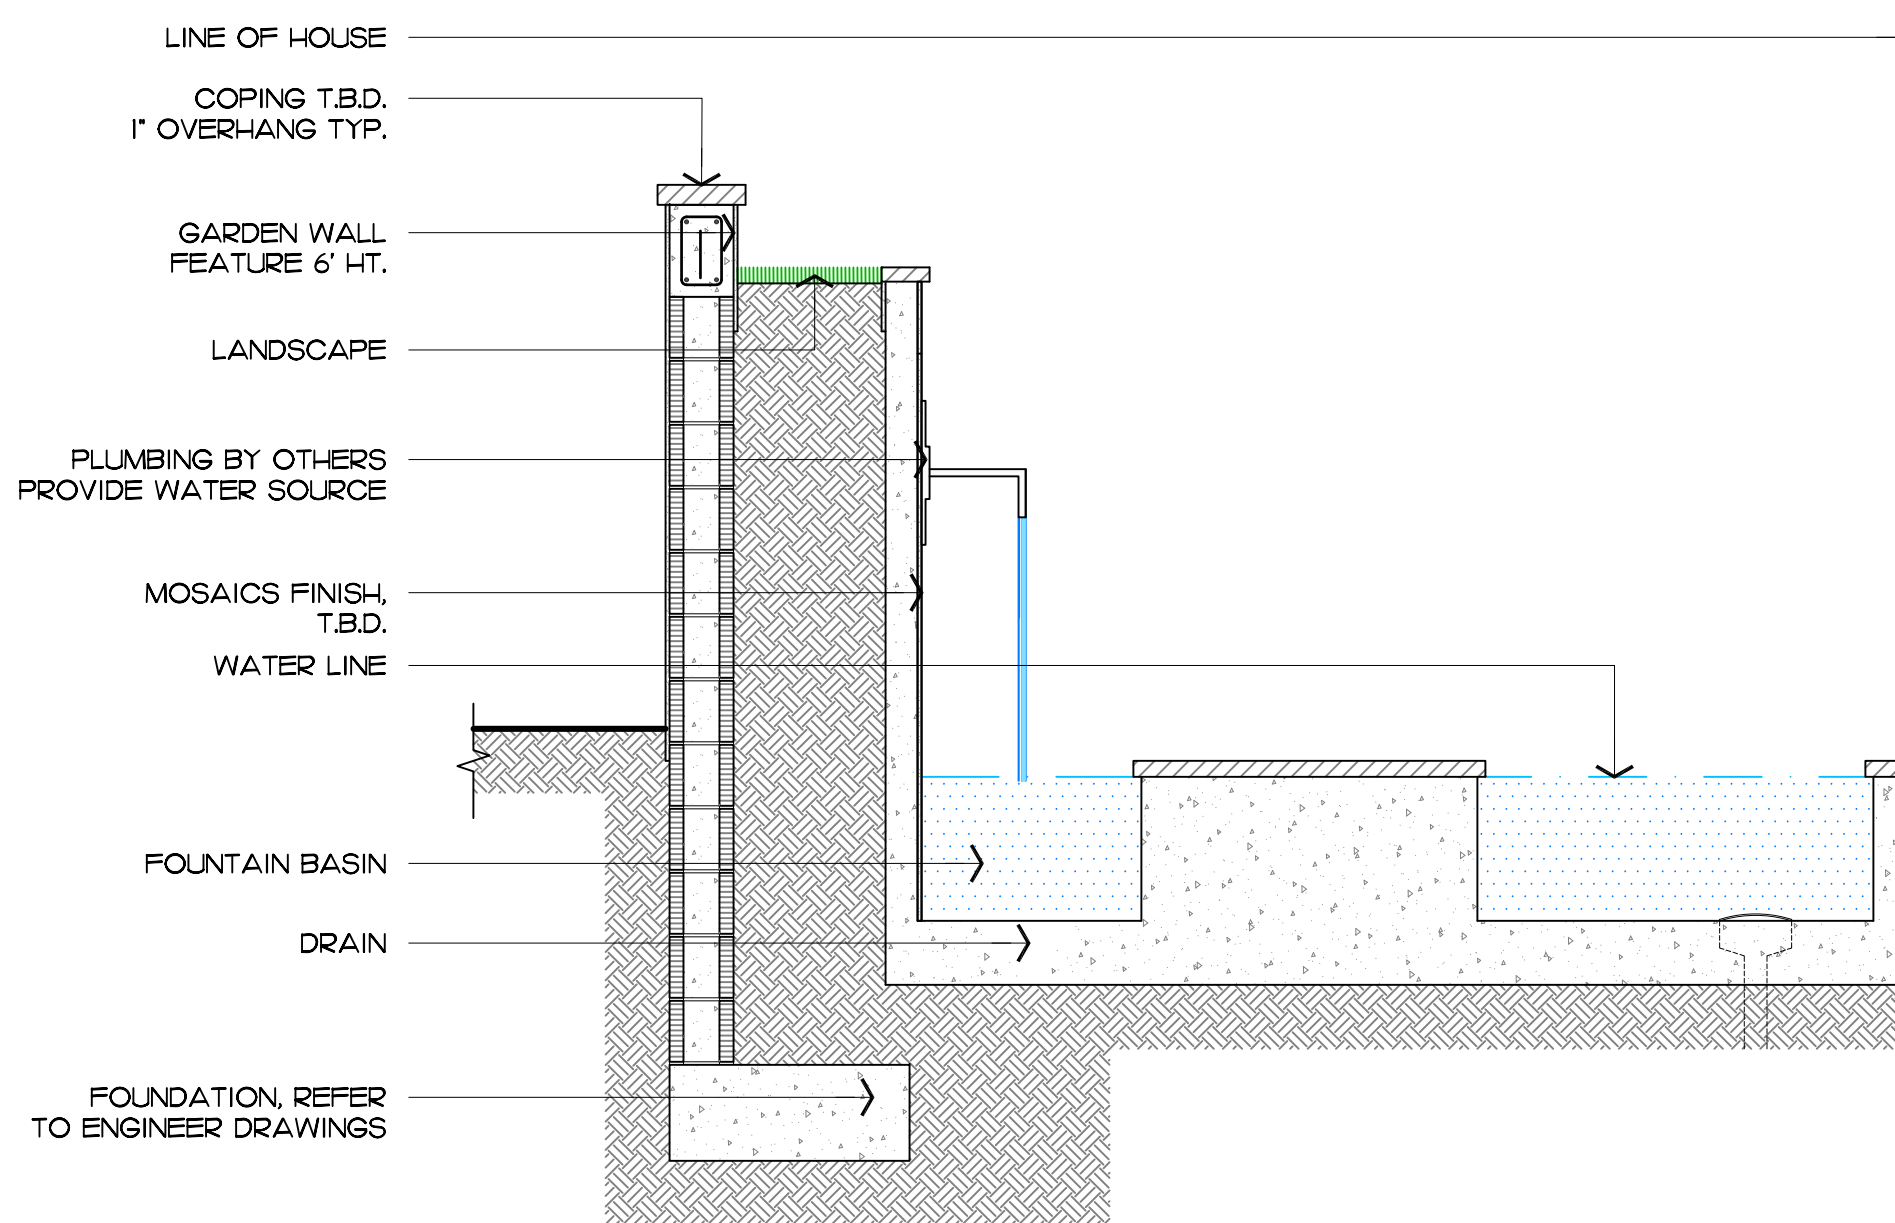 LINE OF HOUSE
COPING T.B.D.
1" OVERHANG TYP.
GARDEN WALL
FEATURE 6' HT.
LANDSCAPE
PLUMBING BY OTHERS
PROVIDE WATER SOURCE
MOSAICS FINISH,
T.B.D.
WATER LINE
FOUNTAIN BASIN
DRAIN
FOUNDATION, REFER
TO ENGINEER DRAWINGS